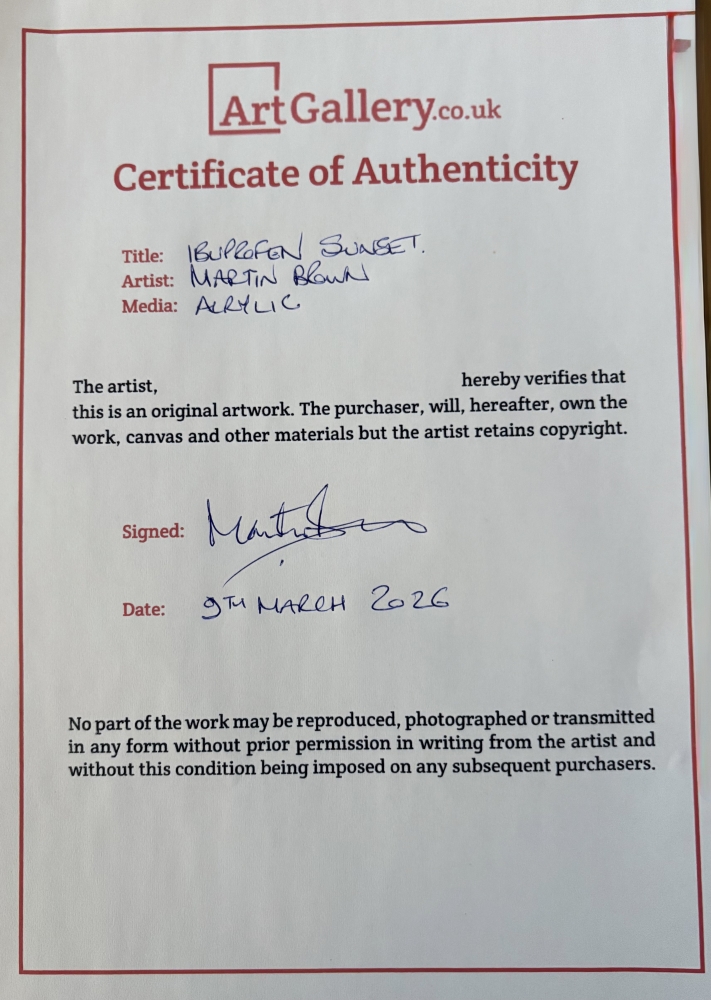 ArtGallery.co.uk
Certificate of Authenticity
Title: IBUPROFEN SUNSET.
Artist: MARTIN BROWN
Media: ACRYLIC
The artist, hereby verifies that
this is an original artwork. The purchaser, will, hereafter, own the
work, canvas and other materials but the artist retains copyright.
Signed: Martin Brown
Date: 9TH MARCH 2026
No part of the work may be reproduced, photographed or transmitted
in any form without prior permission in writing from the artist and
without this condition being imposed on any subsequent purchasers.